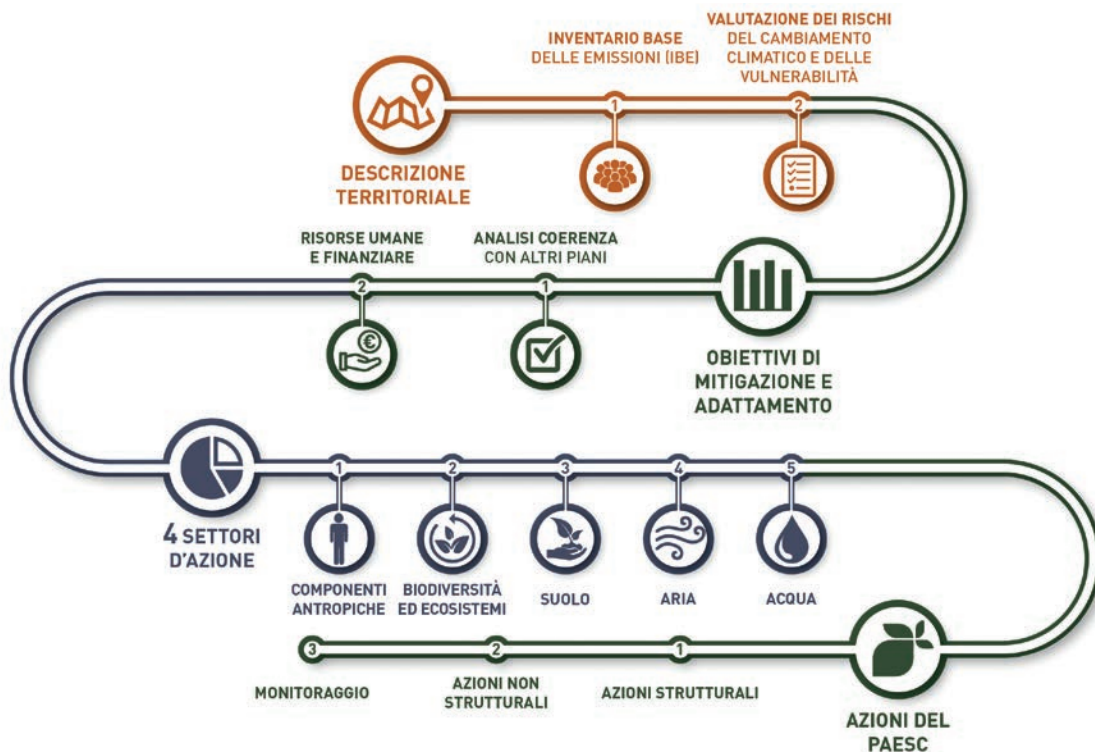 INVENTARIO BASE
DELLE EMISSIONI (IBE)
VALUTAZIONE DEI RISCHI
DEL CAMBIAMENTO
CLIMATICO E DELLE
VULNERABILITÀ
1
2
DESCRIZIONE
TERRITORIALE
RISORSE UMANE
E FINANZIARE
ANALISI COERENZA
CON ALTRI PIANI
2
1
€
OBIETTIVI DI
MITIGAZIONE E
ADATTAMENTO
4 SETTORI
D'AZIONE
1
2
3
4
5
COMPONENTI
ANTROPICHE
BIODIVERSITÀ
ED ECOSISTEMI
SUOLO
ARIA
ACQUA
3
2
1
MONITORAGGIO
AZIONI NON
STRUTTURALI
AZIONI STRUTTURALI
AZIONI DEL
PAESC